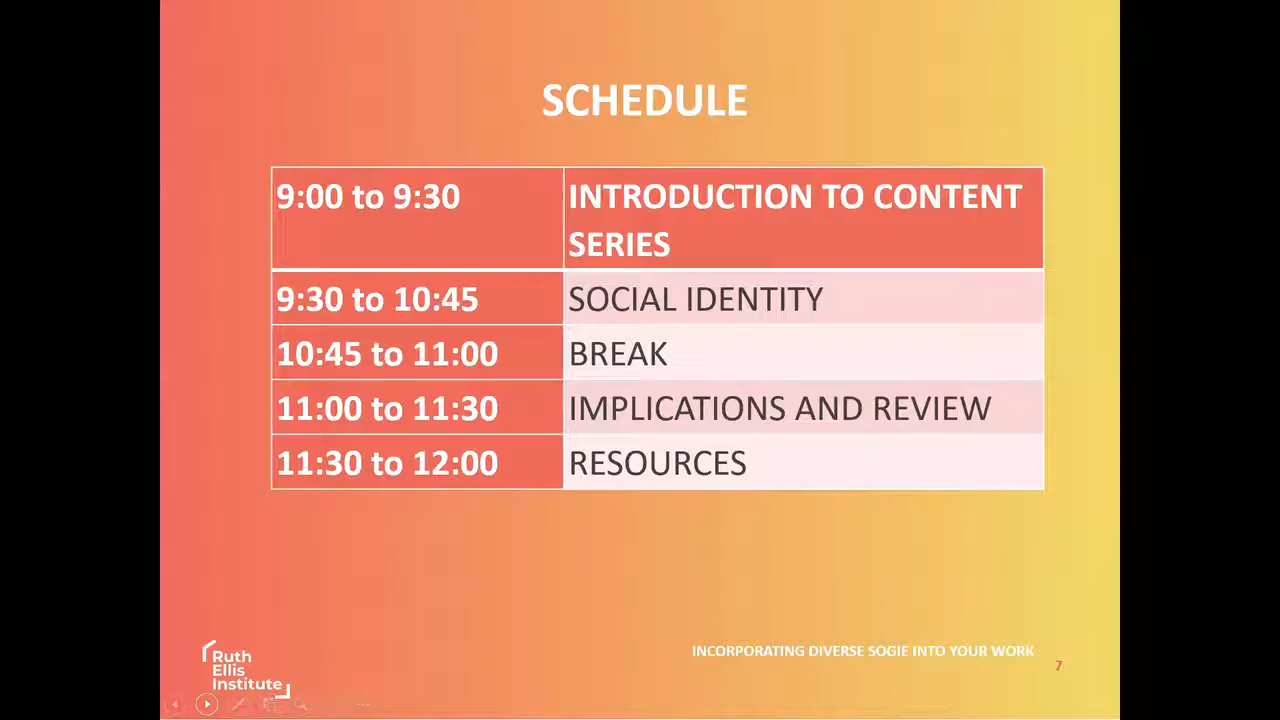 SCHEDULE
9:00 to 9:30
INTRODUCTION TO CONTENT
SERIES
9:30 to 10:45
SOCIAL IDENTITY
10:45 to 11:00
BREAK
11:00 to 11:30
IMPLICATIONS AND REVIEW
11:30 to 12:00
RESOURCES
Ruth
Ellis
Institute
INCORPORATING DIVERSE SOGIE INTO YOUR WORK
7